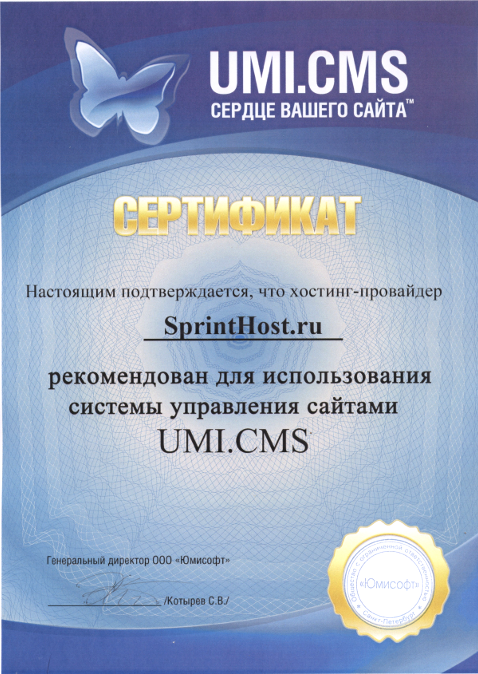 UMI.CMS
СЕРДЦЕ ВАШЕГО САЙТА™
СЕРТИФИКАТ
Настоящим подтверждается, что хостинг-провайдер
SprintHost.ru
рекомендован для использования
системы управления сайтами
UMI.CMS
Генеральный директор ООО «Юмисофт»
/Котырев С.В./
Общество с ограниченной ответственностью
«Юмисофт»
Санкт-Петербург